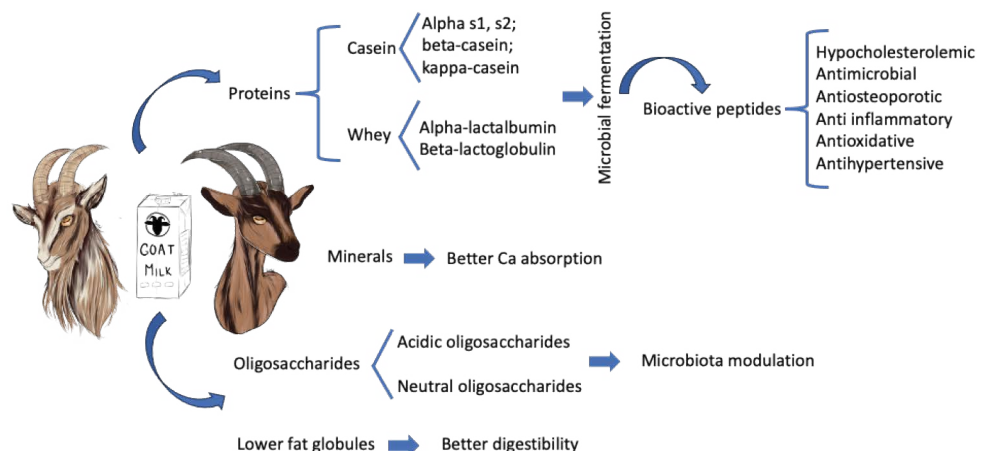 Proteins
Casein
Alpha s1, s2;
beta-casein;
kappa-casein
Whey
Alpha-lactalbumin
Beta-lactoglobulin
Microbial fermentation
Bioactive peptides
Hypocholesterolemic
Antimicrobial
Antiosteoporotic
Anti inflammatory
Antioxidative
Antihypertensive
GOAT
MILK
Minerals
Better Ca absorption
Oligosaccharides
Acidic oligosaccharides
Neutral oligosaccharides
Microbiota modulation
Lower fat globules
Better digestibility